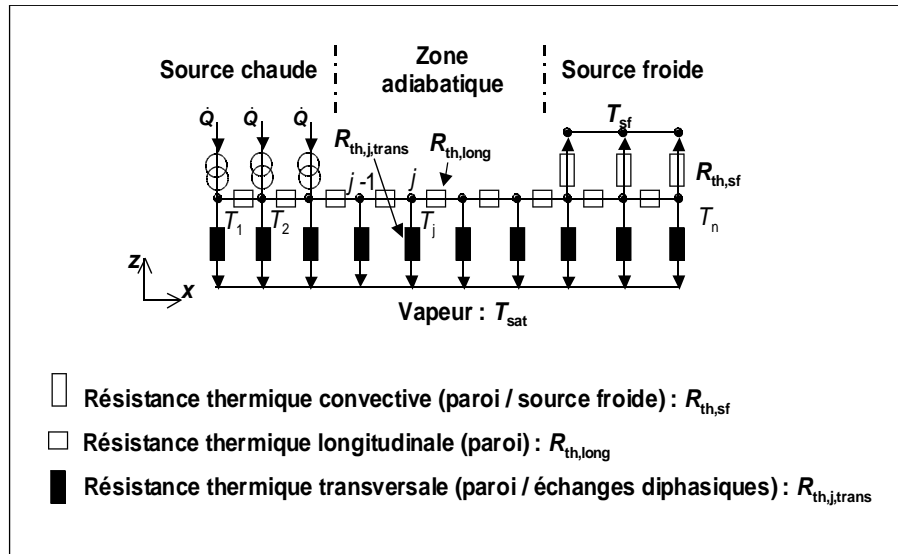 Zone
adiabatique
Source chaude
Source froide
Q̇ Q̇ Q̇
T_sf
R_th,j,trans
R_th,long
R_th,sf
j -1 j
T_1 T_2 T_j T_n
z
x
Vapeur : T_sat
Résistance thermique convective (paroi / source froide) : R_th,sf
Résistance thermique longitudinale (paroi) : R_th,long
Résistance thermique transversale (paroi / échanges diphasiques) : R_th,j,trans